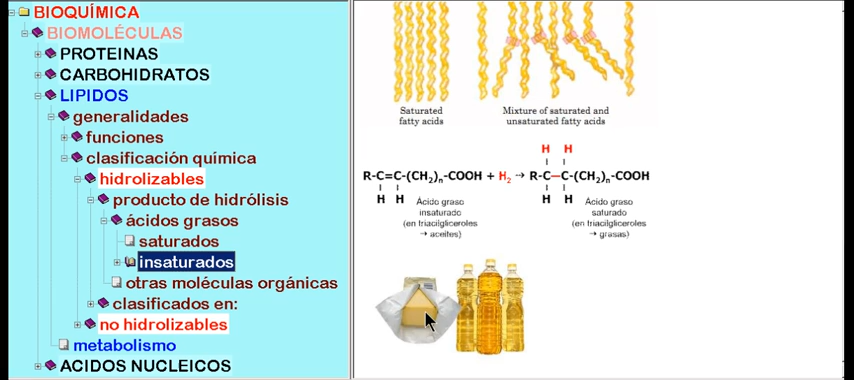 BIOQUÍMICA
BIOMOLÉCULAS
PROTEINAS
CARBOHIDRATOS
LIPIDOS
generalidades
funciones
clasificación química
hidrolizables
producto de hidrólisis
ácidos grasos
saturados
insaturados
otras moléculas orgánicas
clasificados en:
no hidrolizables
metabolismo
ACIDOS NUCLEICOS
Saturated
fatty acids
Mixture of saturated and
unsaturated fatty acids
H H
R-C=C-(CH₂)ₙ-COOH + H₂ → R-C—C-(CH₂)ₙ-COOH
H H
H H
Ácido graso
insaturado
(en triacilgliceroles
→ aceites)
Ácido graso
saturado
(en triacilgliceroles
→ grasas)